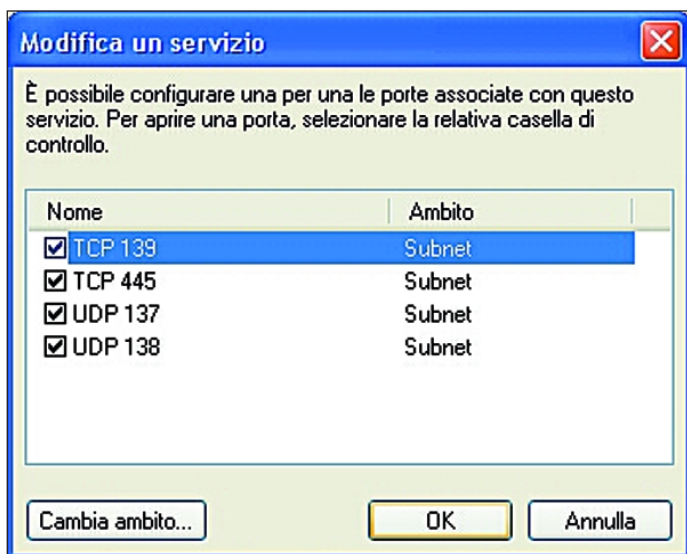 Modifica un servizio
È possibile configurare una per una le porte associate con questo
servizio. Per aprire una porta, selezionare la relativa casella di
controllo.
Nome Ambito
TCP 139 Subnet
TCP 445 Subnet
UDP 137 Subnet
UDP 138 Subnet
Cambia ambito... OK Annulla